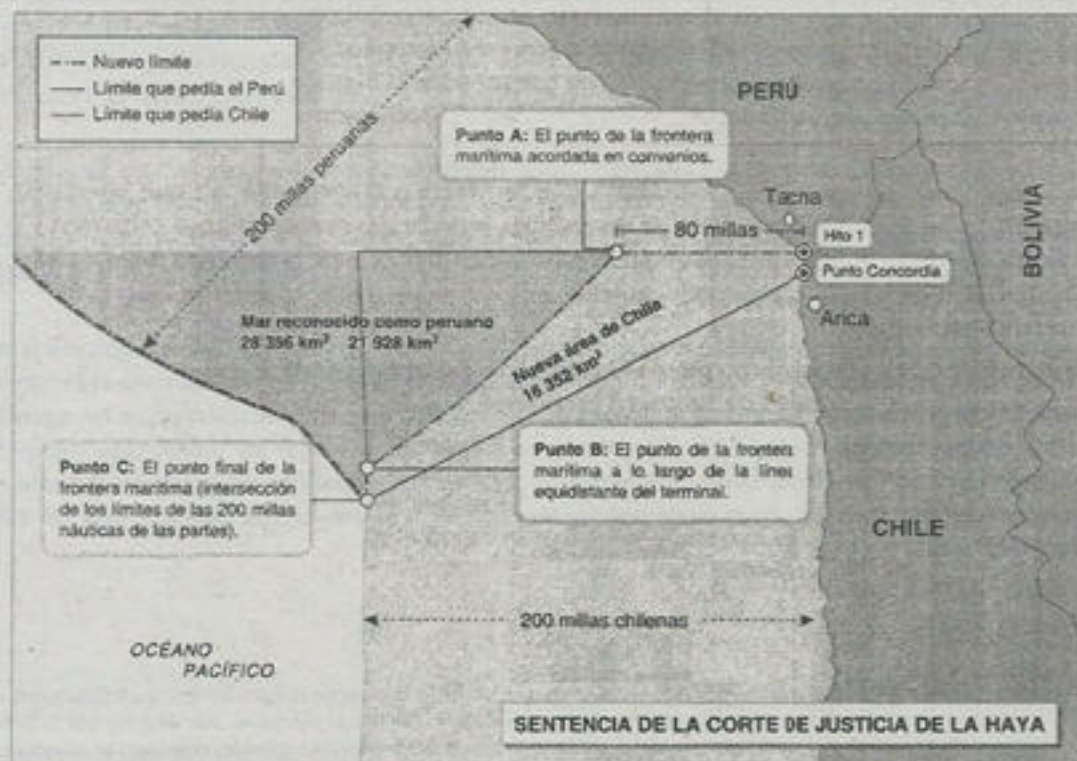 Nuevo límite
Límite que pedía el Perú
Límite que pedía Chile
200 millas peruanas
PERÚ
Punto A: El punto de la frontera
marítima acordada en convenios.
Tacna
80 millas
Hito 1
Punto Concordia
BOLIVIA
Arica
Mar reconocido como peruano
28 356 km² 21 928 km²
Nueva área de Chile
16 352 km²
Punto C: El punto final de la
frontera marítima (intersección
de los límites de las 200 millas
náuticas de las partes).
Punto B: El punto de la frontera
marítima a lo largo de la línea
equidistante del terminal.
CHILE
200 millas chilenas
OCÉANO
PACÍFICO
SENTENCIA DE LA CORTE DE JUSTICIA DE LA HAYA